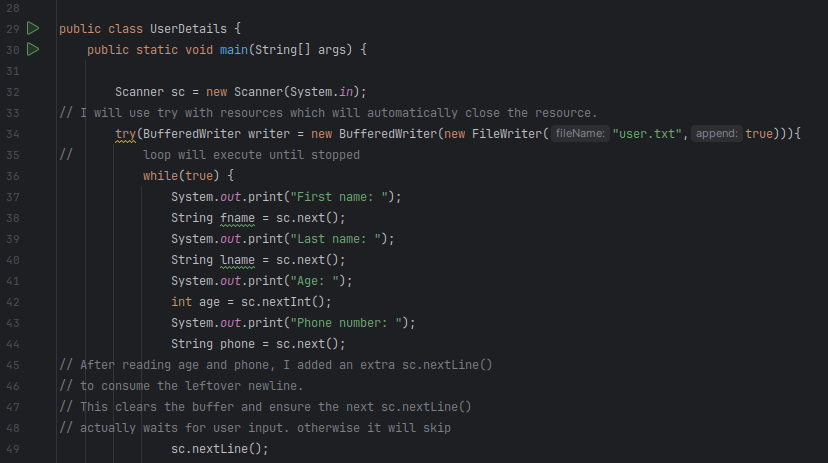 28
29 public class UserDetails {
30 public static void main(String[] args) {
31
32 Scanner sc = new Scanner(System.in);
33 // I will use try with resources which will automatically close the resource.
34 try(BufferedWriter writer = new BufferedWriter(new FileWriter( fileName: "user.txt", append: true))){
35 // loop will execute until stopped
36 while(true) {
37 System.out.print("First name: ");
38 String fname = sc.next();
39 System.out.print("Last name: ");
40 String lname = sc.next();
41 System.out.print("Age: ");
42 int age = sc.nextInt();
43 System.out.print("Phone number: ");
44 String phone = sc.next();
45 // After reading age and phone, I added an extra sc.nextLine()
46 // to consume the leftover newline.
47 // This clears the buffer and ensure the next sc.nextLine()
48 // actually waits for user input. otherwise it will skip
49 sc.nextLine();